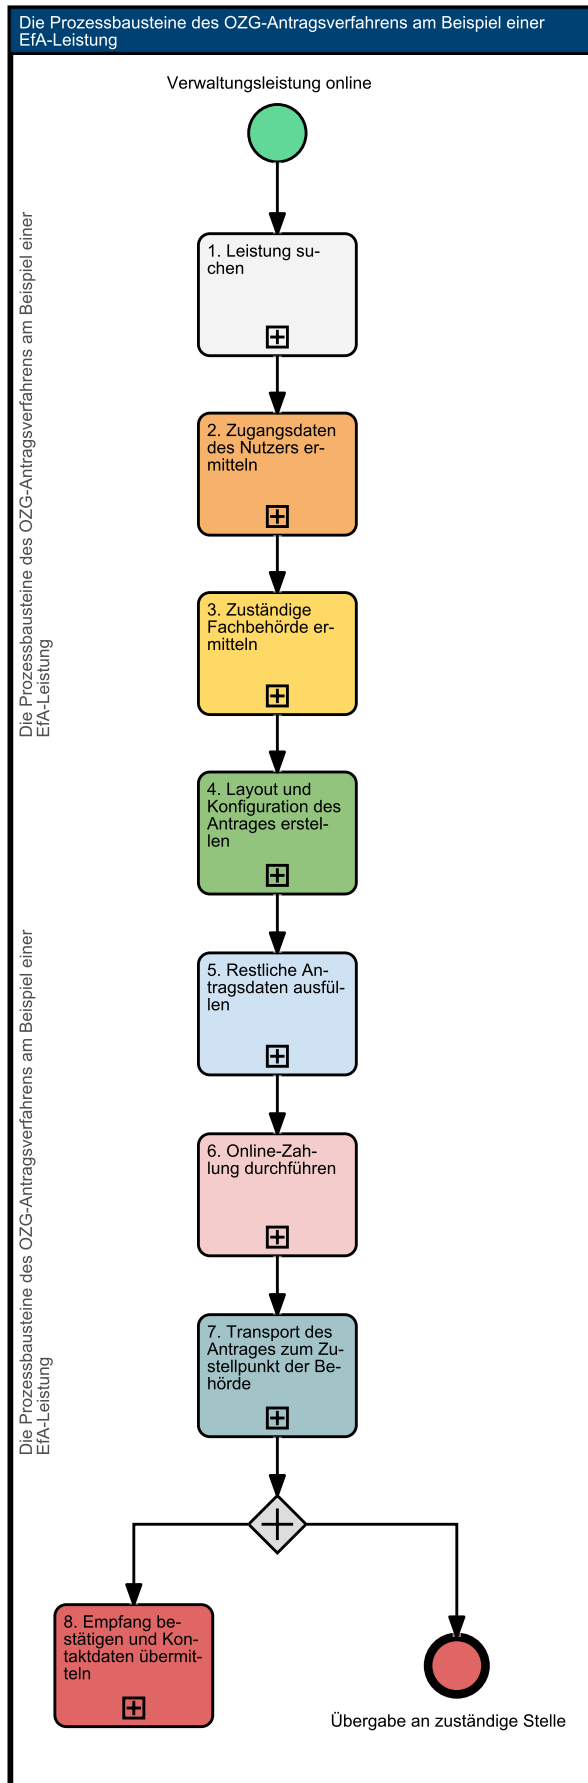 Die Prozessbausteine des OZG-Antragsverfahrens am Beispiel einer
EfA-Leistung
Verwaltungsleistung online
Die Prozessbausteine des OZG-Antragsverfahrens am Beispiel einer
EfA-Leistung
1. Leistung su-
chen
2. Zugangsdaten
des Nutzers er-
mitteln
3. Zuständige
Fachbehörde er-
mitteln
4. Layout und
Konfiguration des
Antrages erstel-
len
Die Prozessbausteine des OZG-Antragsverfahrens am Beispiel einer
EfA-Leistung
5. Restliche An-
tragsdaten ausfül-
len
6. Online-Zah-
lung durchführen
7. Transport des
Antrages zum Zu-
stellpunkt der Be-
hörde
8. Empfang be-
stätigen und Kon-
taktdaten übermit-
teln
Übergabe an zuständige Stelle